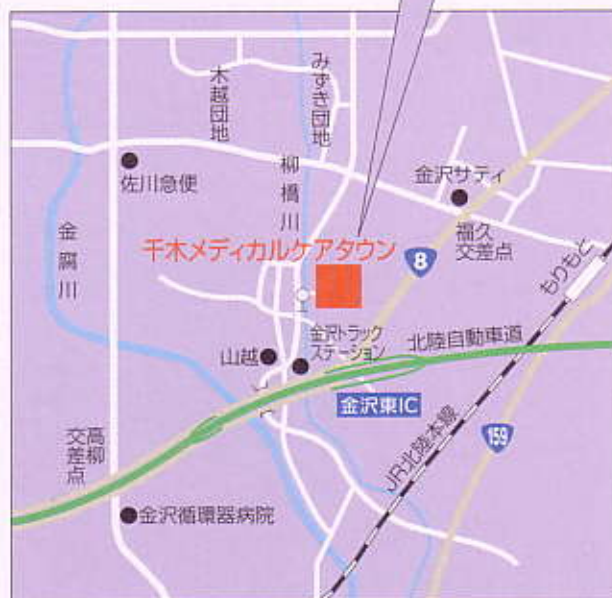 木越団地
みずき団地
佐川急便
柳橋川
金沢サティ
福久
交差点
金腐川
千木メディカルケアタウン
8
もりもと
金沢トラック
ステーション
山越
北陸自動車道
金沢東IC
高柳
交差点
159
JR北陸本線
金沢循環器病院